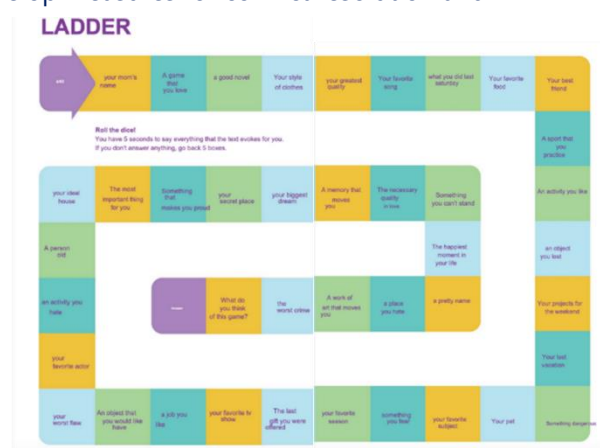 LADDER
your mom's
name
A game
that
you love
a good novel
Your style
of clothes
your greatest
quality
Your favorite
song
what you did last
saturday
Your favorite
food
Your best
friend
Roll the dice!
You have 5 seconds to say everything that the text evokes for you.
If you don't answer anything, go back 5 boxes.
A sport that
you
practice
An activity you like
an object
you lost
Your projects for
the weekend
Your last
vacation
Something dangerous
Your pet
your favorite
subject
something
you fear
your favorite
season
The last
gift you were
offered
your favorite tv
show
a job you
like
An object that
you would like
have
your
worst flaw
your
favorite actor
an activity you
hate
A person
your ideal
house
The most
important thing
for you
Something
that
makes you proud
your
secret place
your biggest
dream
A memory that
moves
you
The necessary
quality
Something
you can't stand
The happiest
moment in
your life
a pretty name
a place
you hate
A work of
art that moves
you
the
worst crime
What do
you think
of this game?